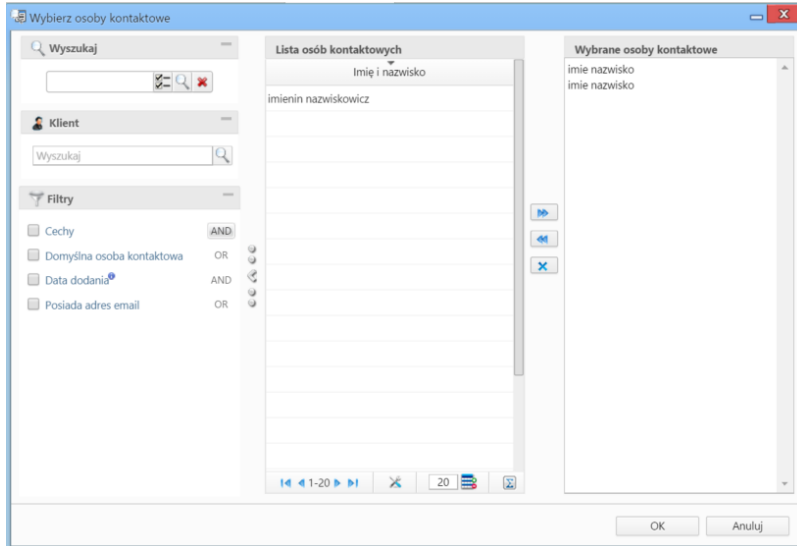 Wybierz osoby kontaktowe
Wyszukaj
Klient
Wyszukaj
Filtry
Cechy AND
Domyślna osoba kontaktowa OR
Data dodania AND
Posiada adres email OR
Lista osób kontaktowych
Imię i nazwisko
imienin nazwiskowicz
1-20 20
Wybrane osoby kontaktowe
imie nazwisko
imie nazwisko
OK Anuluj